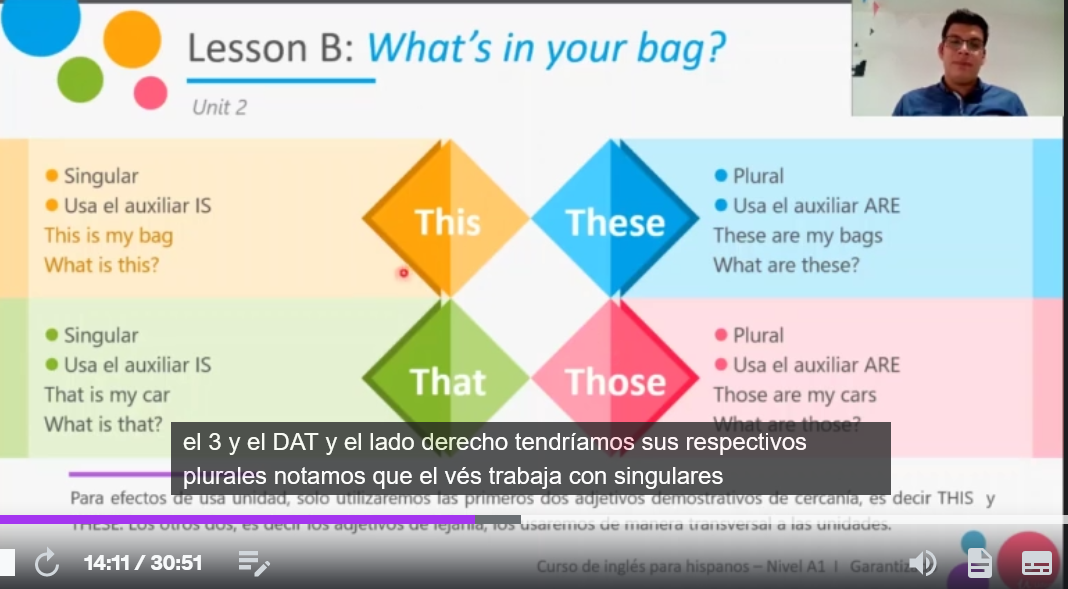 Lesson B: What's in your bag?
Unit 2
Singular
Usa el auxiliar IS
This is my bag
What is this?
This
These
Plural
Usa el auxiliar ARE
These are my bags
What are these?
Singular
Usa el auxiliar IS
That is my car
What is that?
That
Those
Plural
Usa el auxiliar ARE
Those are my cars
What are those?
el 3 y el DAT y el lado derecho tendríamos sus respectivos
plurales notamos que el vés trabaja con singulares
Para efectos de usa unidad, solo utilizaremos las primeros dos adjetivos demostrativos de cercanía, es decir THIS y
THESE. Los otros dos, es decir los adjetivos de lejanía, los usaremos de manera transversal a las unidades.
14:11 / 30:51
Curso de inglés para hispanos – Nivel A1 |